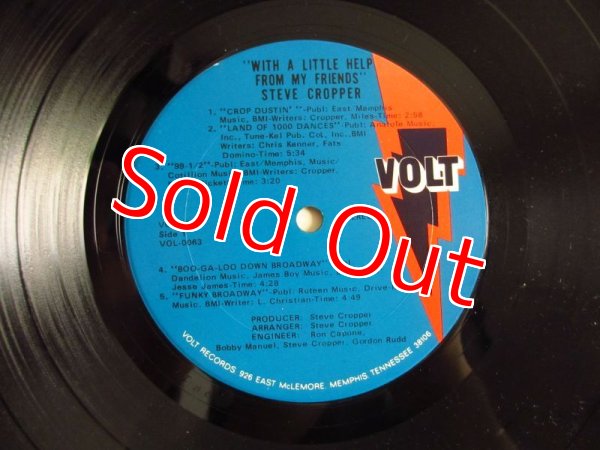 "WITH A LITTLE HELP
FROM MY FRIENDS"
STEVE CROPPER
1. "CROP DUSTIN'"-Publ: East Memphis
Music, BMI-Writers: Cropper, Miles-Time: 2:58
2. "LAND OF 1000 DANCES"-Publ: Anatole Music,
Inc., Tune-Kel Pub. Co., Inc., BMI
Writers: Chris Kenner, Fats
Domino-Time: 5:34
3. "99-1/2"-Publ: East/Memphis, Music/
Cotillion Music, BMI-Writers: Cropper,
Time: 3:20
VOLT
Sold Out
Side 1
VOL-6063
4. "BOO-GA-LOO DOWN BROADWAY"
Dandelion Music, James Boy Music,
Jesse James-Time: 4:28
5. "FUNKY BROADWAY"-Publ: Routeen Music, Drive
Music, BMI-Writer: L. Christian-Time: 4:49
PRODUCER: Steve Cropper
ARRANGER: Steve Cropper
ENGINEER: Ron Capone,
Bobby Manuel, Steve Cropper, Gordon Rudd
VOLT RECORDS, 926 EAST McLEMORE, MEMPHIS, TENNESSEE 38106